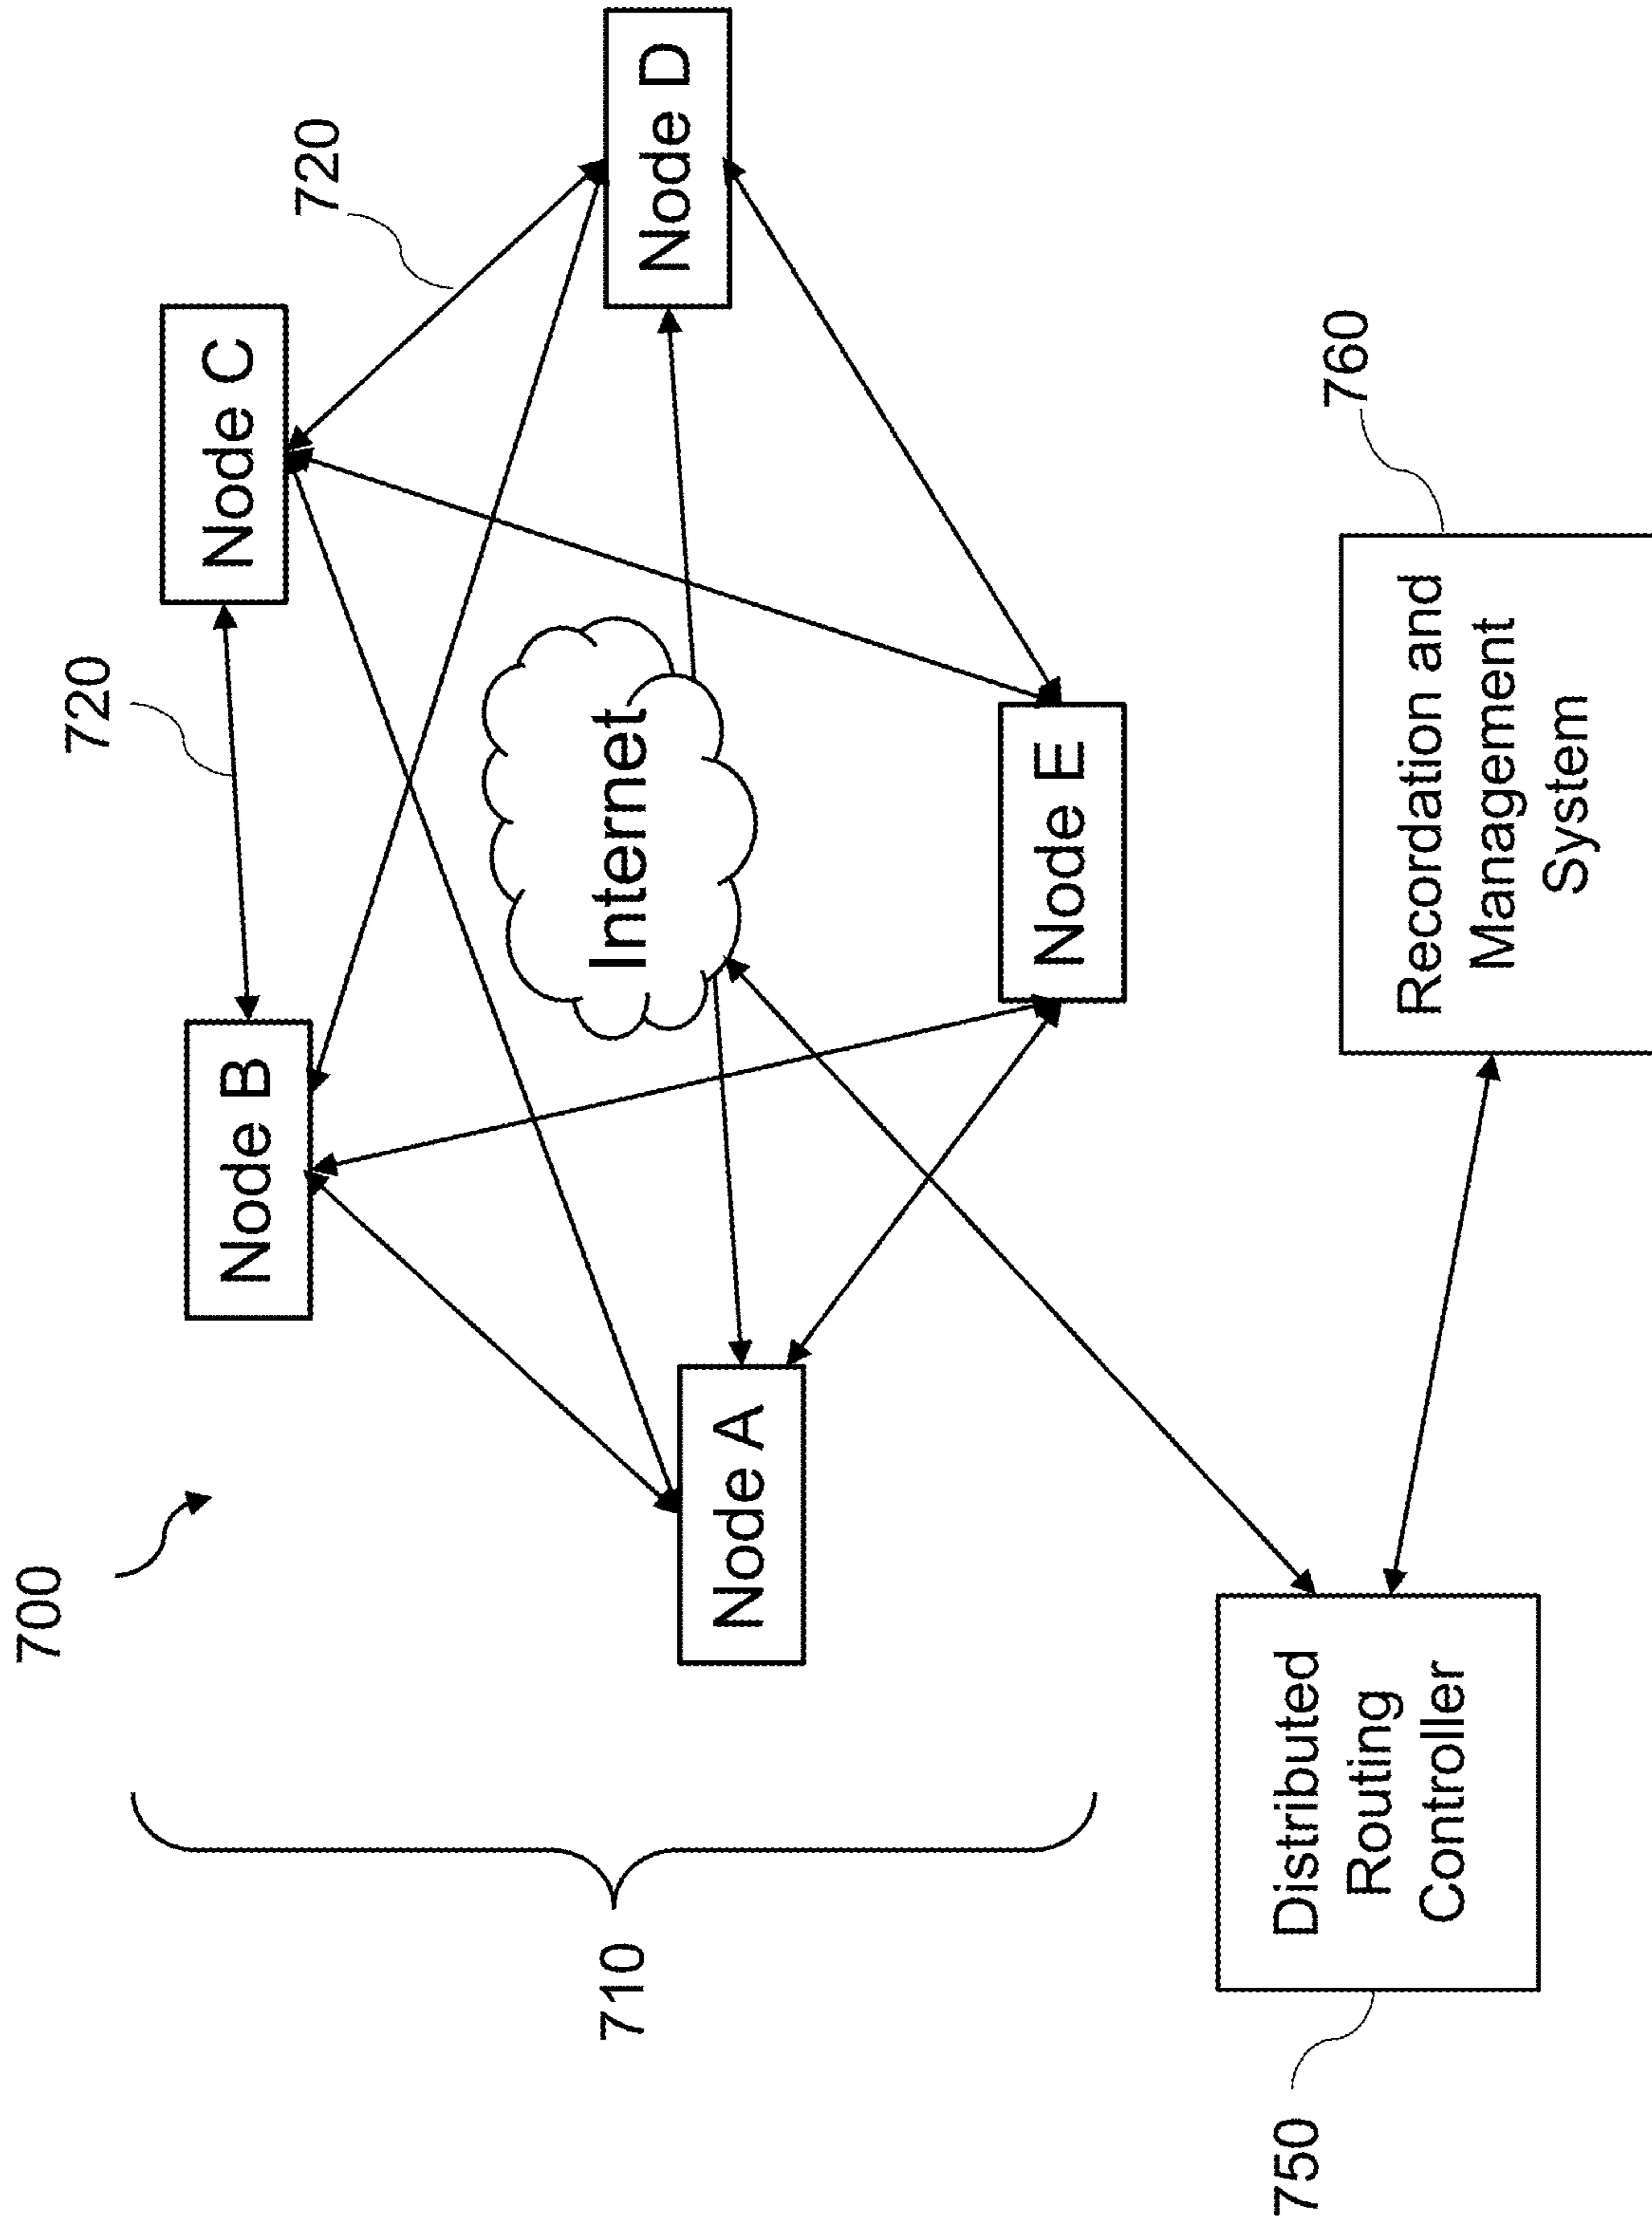 700
720
720
Node B
Node C
Node A
Internet
Node D
Node E
710
750
Distributed
Routing
Controller
760
Recordation and
Management
System